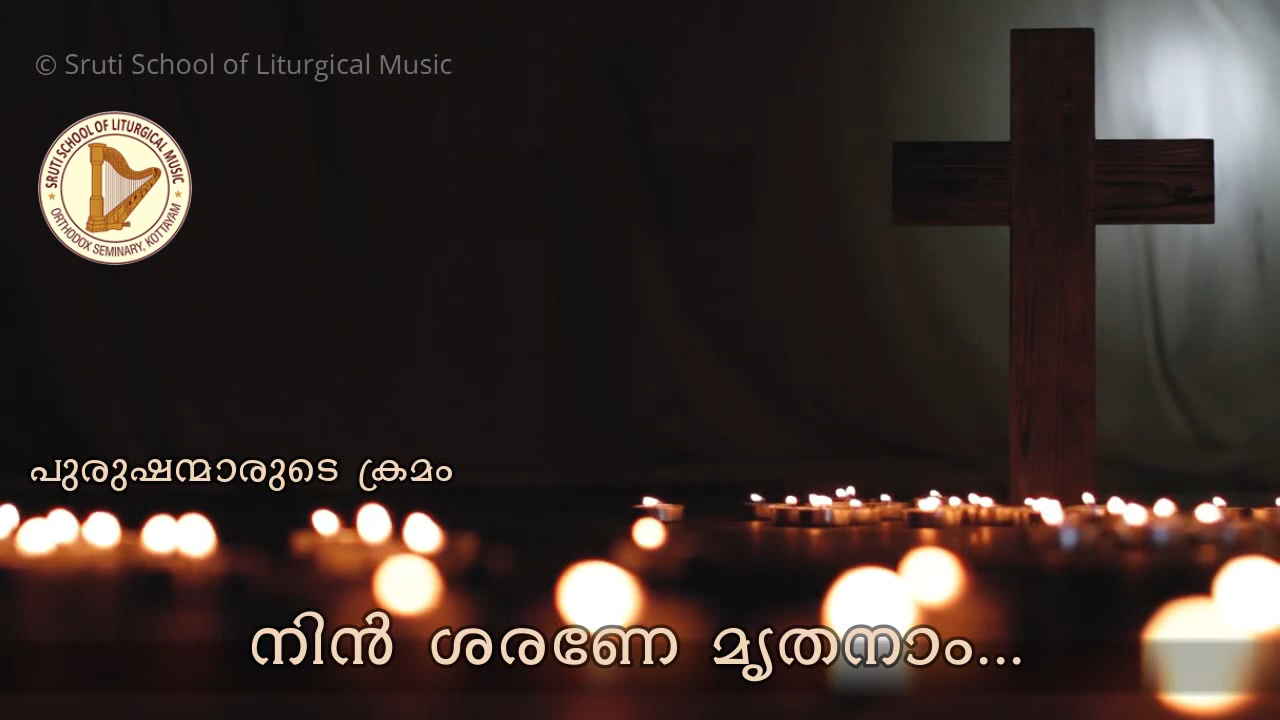 © Sruti School of Liturgical Music
SRUTI SCHOOL OF LITURGICAL MUSIC
ORTHODOX SEMINARY, KOTTAYAM
പുരുഷന്മാരുടെ ക്രമം
നിൻ ശരണേ മൃതനാം...